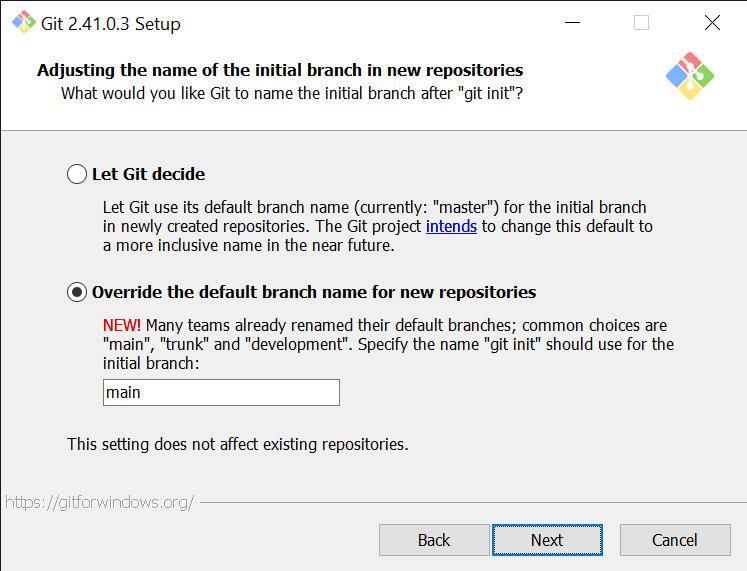 Git 2.41.0.3 Setup
Adjusting the name of the initial branch in new repositories
What would you like Git to name the initial branch after "git init"?
Let Git decide
Let Git use its default branch name (currently: "master") for the initial branch
in newly created repositories. The Git project intends to change this default to
a more inclusive name in the near future.
Override the default branch name for new repositories
NEW! Many teams already renamed their default branches; common choices are
"main", "trunk" and "development". Specify the name "git init" should use for the
initial branch:
main
This setting does not affect existing repositories.
https://gitforwindows.org/
Back
Next
Cancel